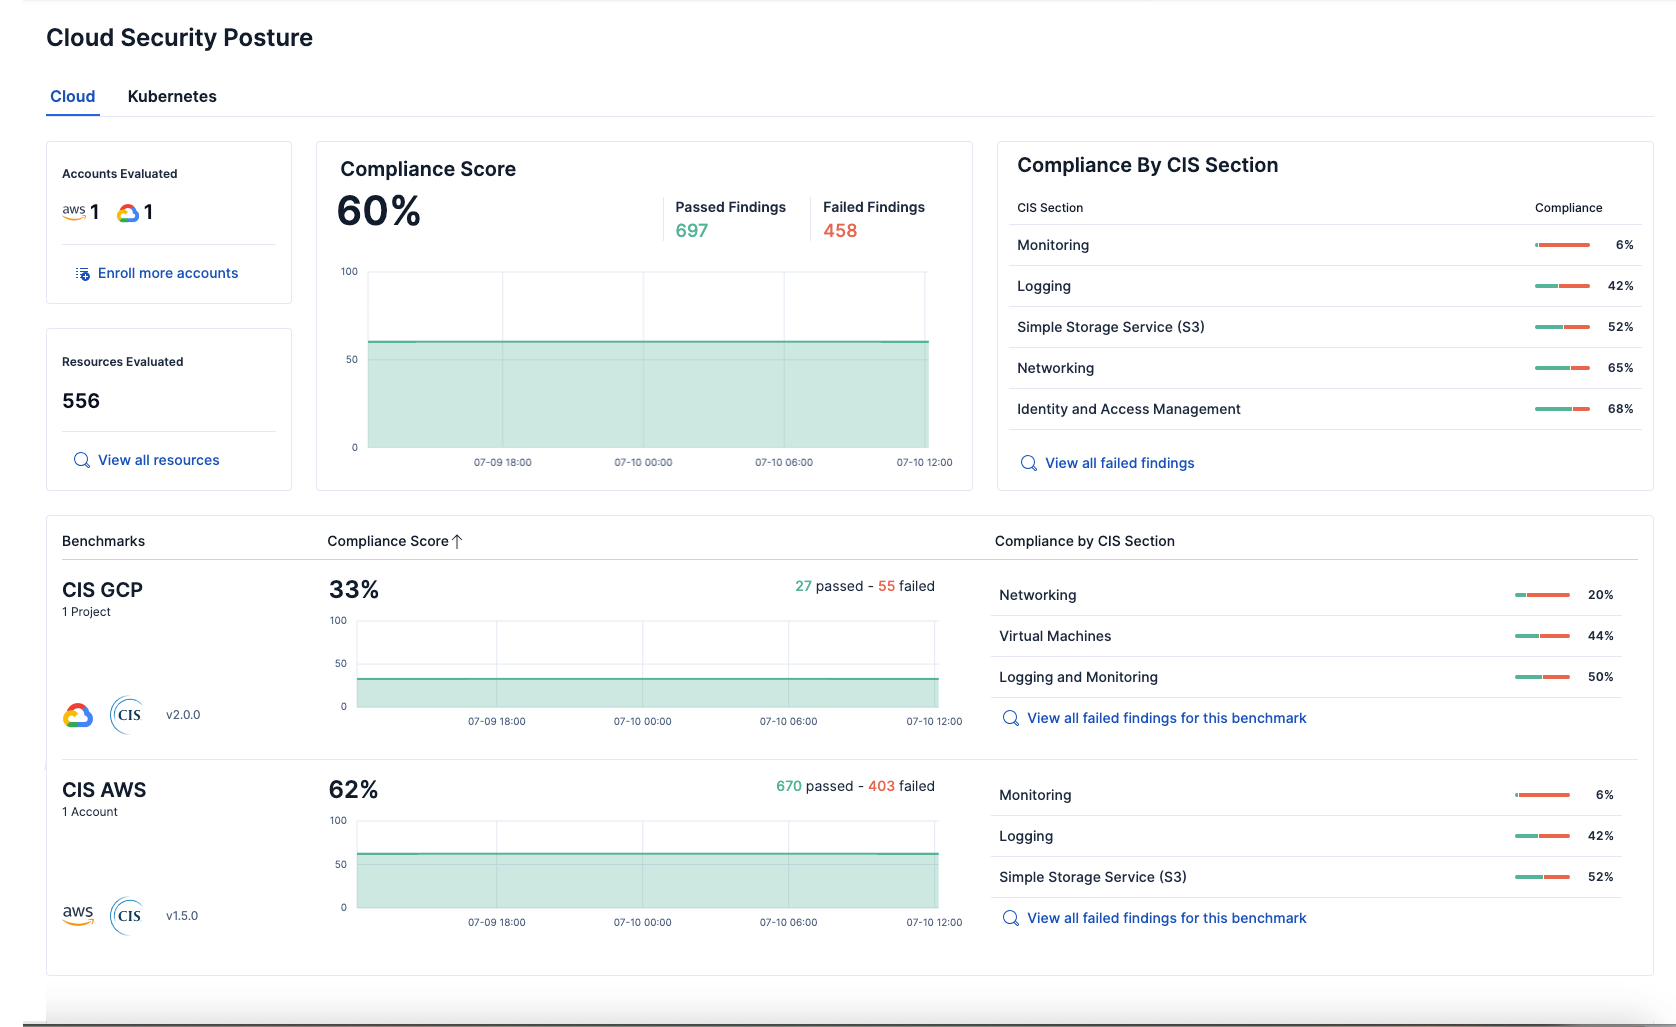 Cloud Security Posture
Cloud
Kubernetes
Accounts Evaluated
aws 1
1
Enroll more accounts
Resources Evaluated
556
View all resources
Compliance Score
60%
Passed Findings
697
Failed Findings
458
100
50
0
07-09 18:00
07-10 00:00
07-10 06:00
07-10 12:00
Compliance By CIS Section
CIS Section
Compliance
Monitoring
6%
Logging
42%
Simple Storage Service (S3)
52%
Networking
65%
Identity and Access Management
68%
View all failed findings
Benchmarks
Compliance Score
Compliance by CIS Section
CIS GCP
1 Project
CIS
v2.0.0
33%
27 passed - 55 failed
100
50
0
07-09 18:00
07-10 00:00
07-10 06:00
07-10 12:00
Networking
20%
Virtual Machines
44%
Logging and Monitoring
50%
View all failed findings for this benchmark
CIS AWS
1 Account
aws
CIS
v1.5.0
62%
670 passed - 403 failed
100
50
0
07-09 18:00
07-10 00:00
07-10 06:00
07-10 12:00
Monitoring
6%
Logging
42%
Simple Storage Service (S3)
52%
View all failed findings for this benchmark